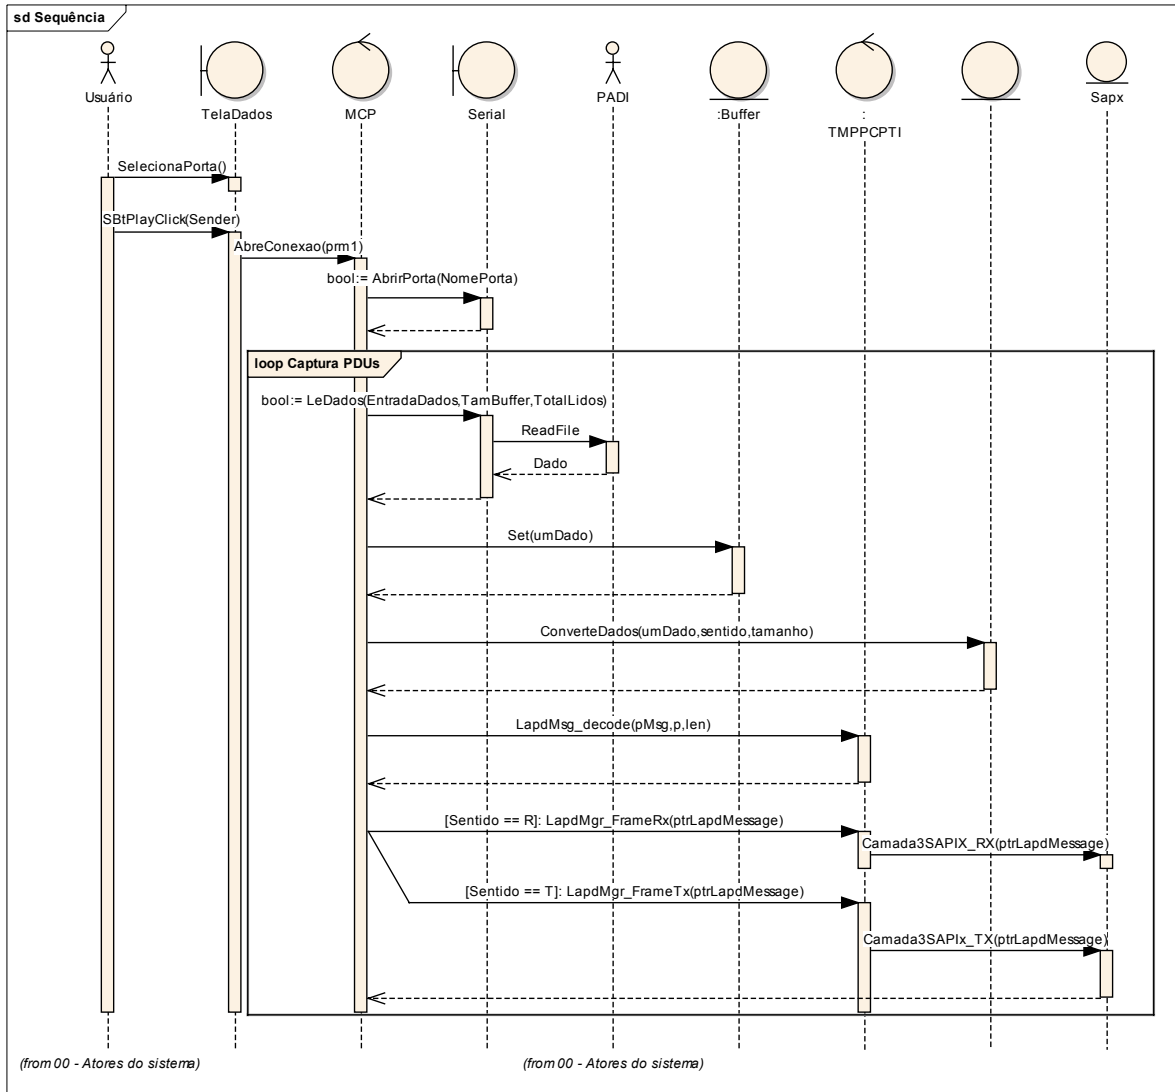 sd Sequência
Usuário
TelaDados
MCP
Serial
PADI
:Buffer
:
TMPPCPTI
Sapx
SelecionaPorta()
SBtPlayClick(Sender)
AbreConexao(prm1)
bool:= AbrirPorta(NomePorta)
loop Captura PDUs
bool:= LeDados(EntradaDados,TamBuffer,TotalLidos)
ReadFile
Dado
Set(umDado)
ConverteDados(umDado,sentido,tamanho)
LapdMsg_decode(pMsg,p,len)
[Sentido == R]: LapdMgr_FrameRx(ptrLapdMessage)
Camada3SAPIX_RX(ptrLapdMessage)
[Sentido == T]: LapdMgr_FrameTx(ptrLapdMessage)
Camada3SAPIx_TX(ptrLapdMessage)
(from 00 - Atores do sistema)
(from 00 - Atores do sistema)